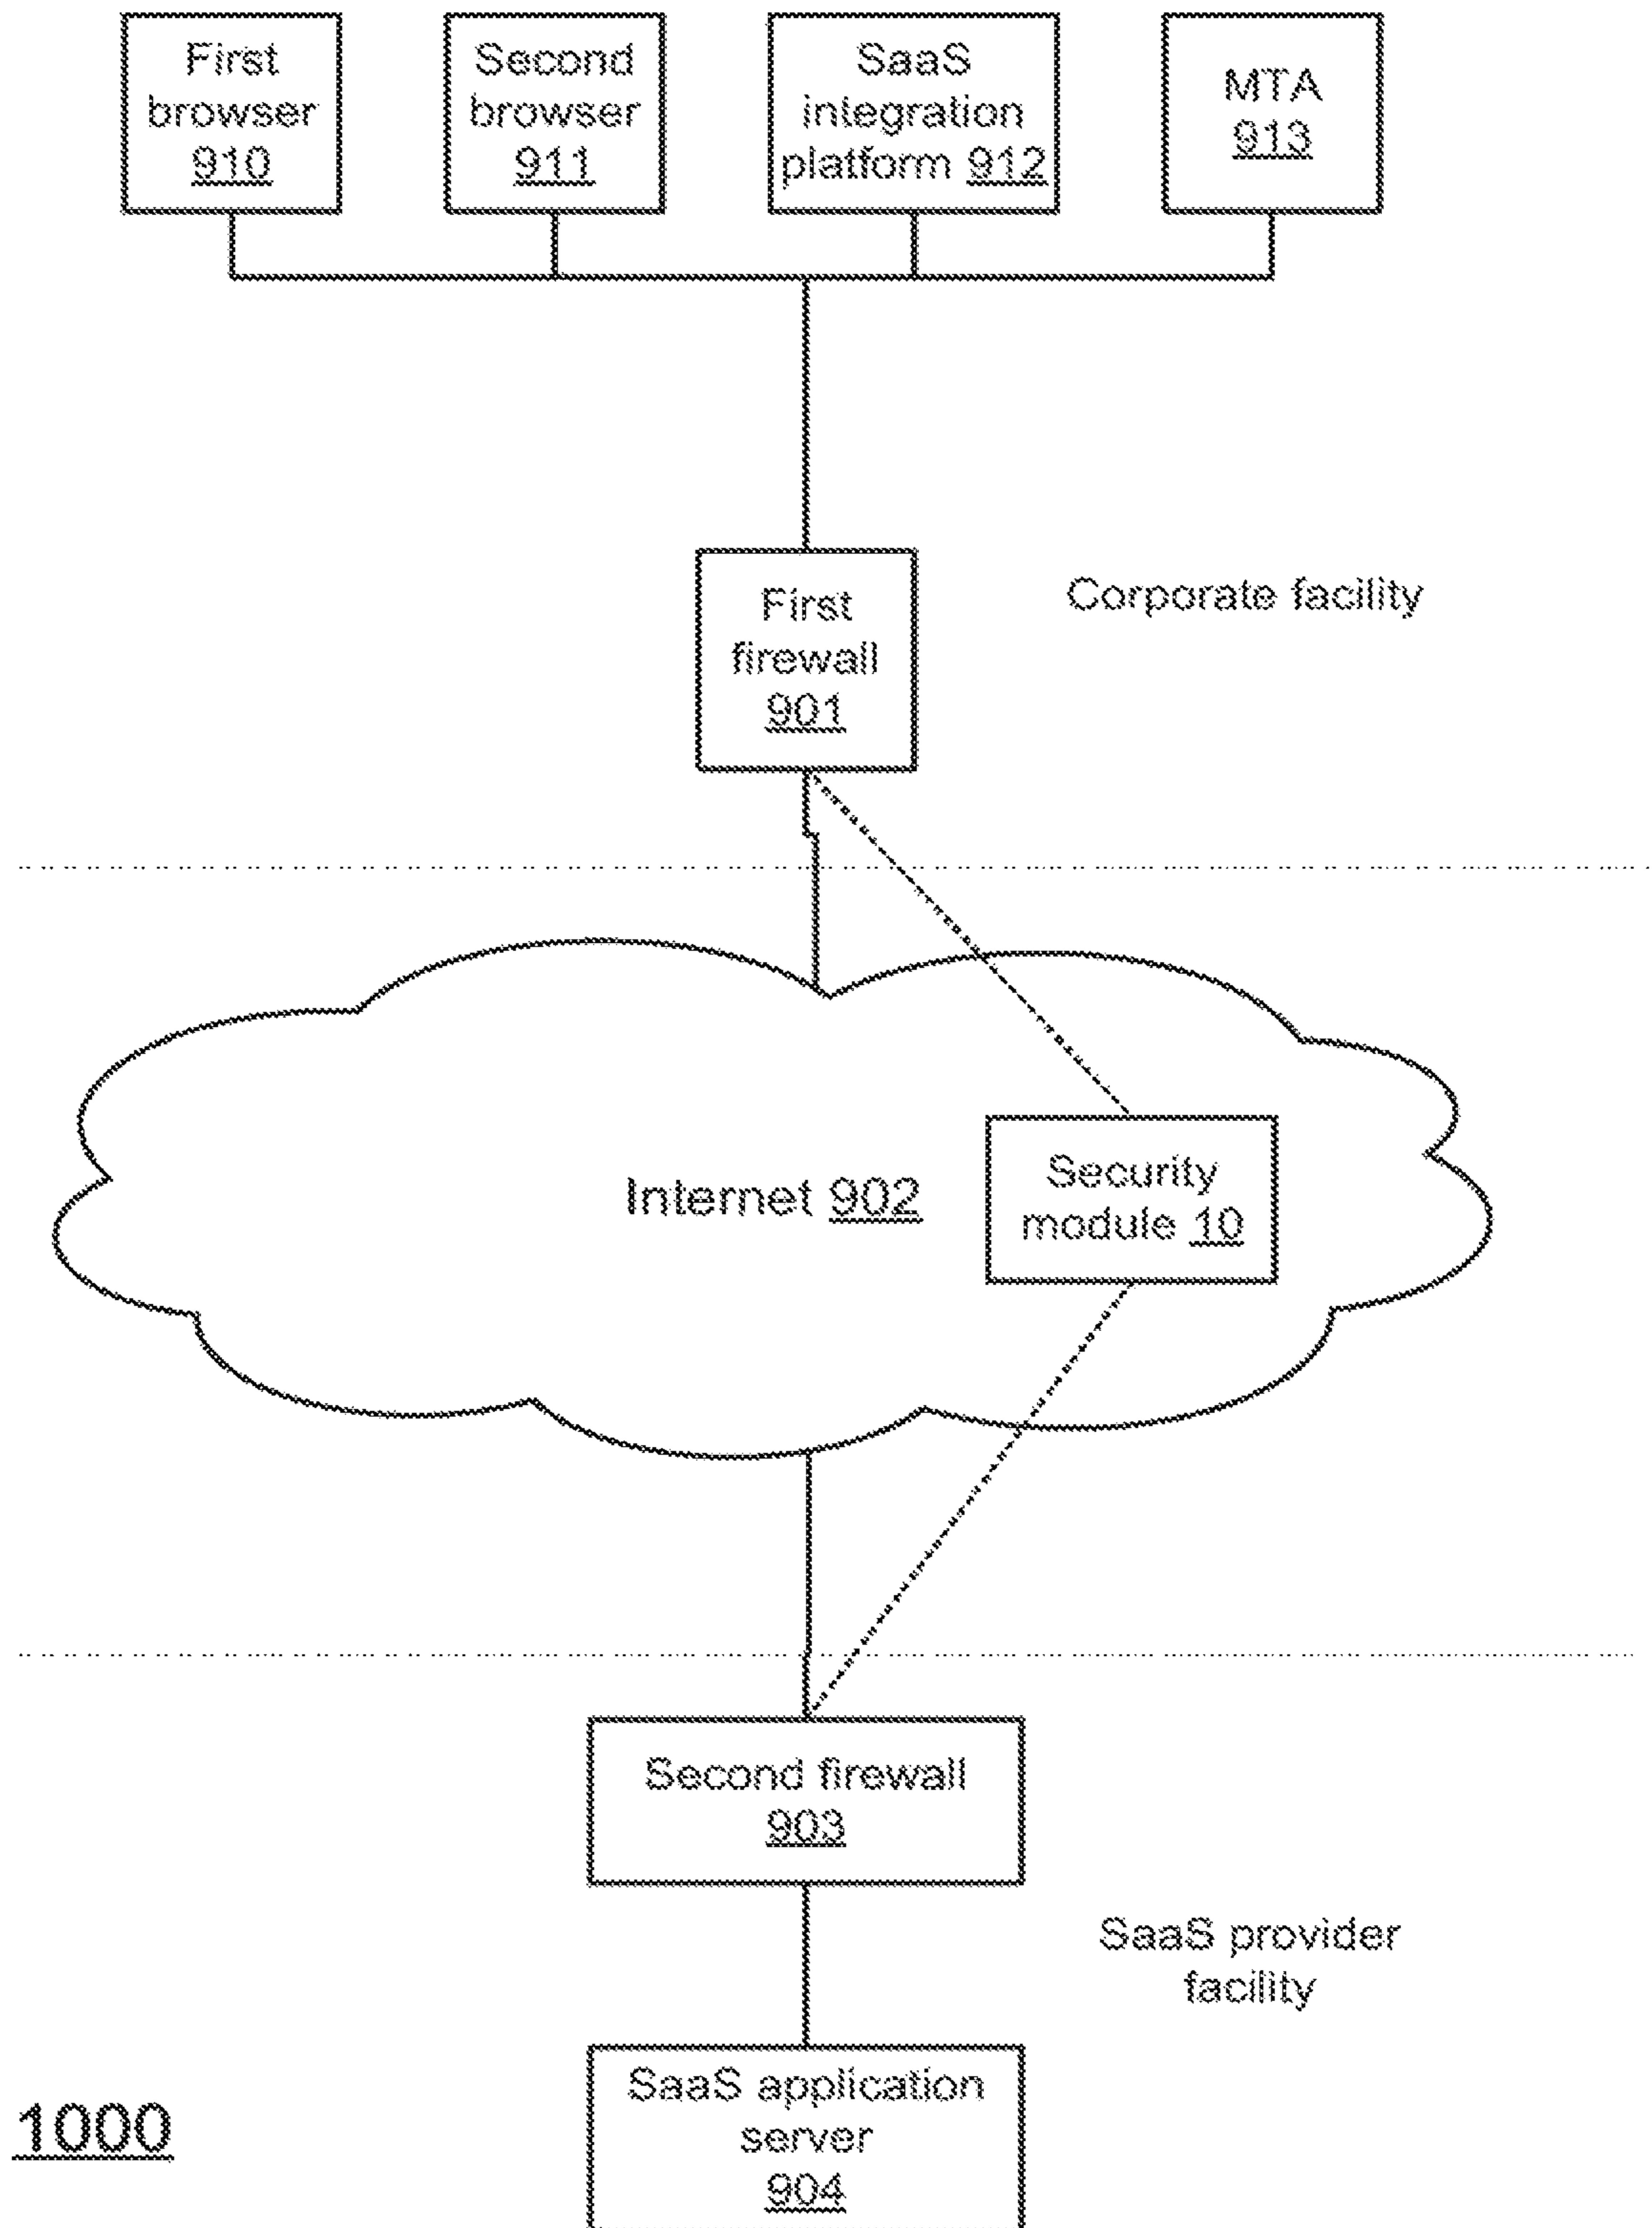 First
browser
910
Second
browser
911
SaaS
integration
platform 912
MTA
913
First
firewall
901
Corporate facility
Internet 902
Security
module 10
Second firewall
903
SaaS provider
facility
SaaS application
server
904
1000